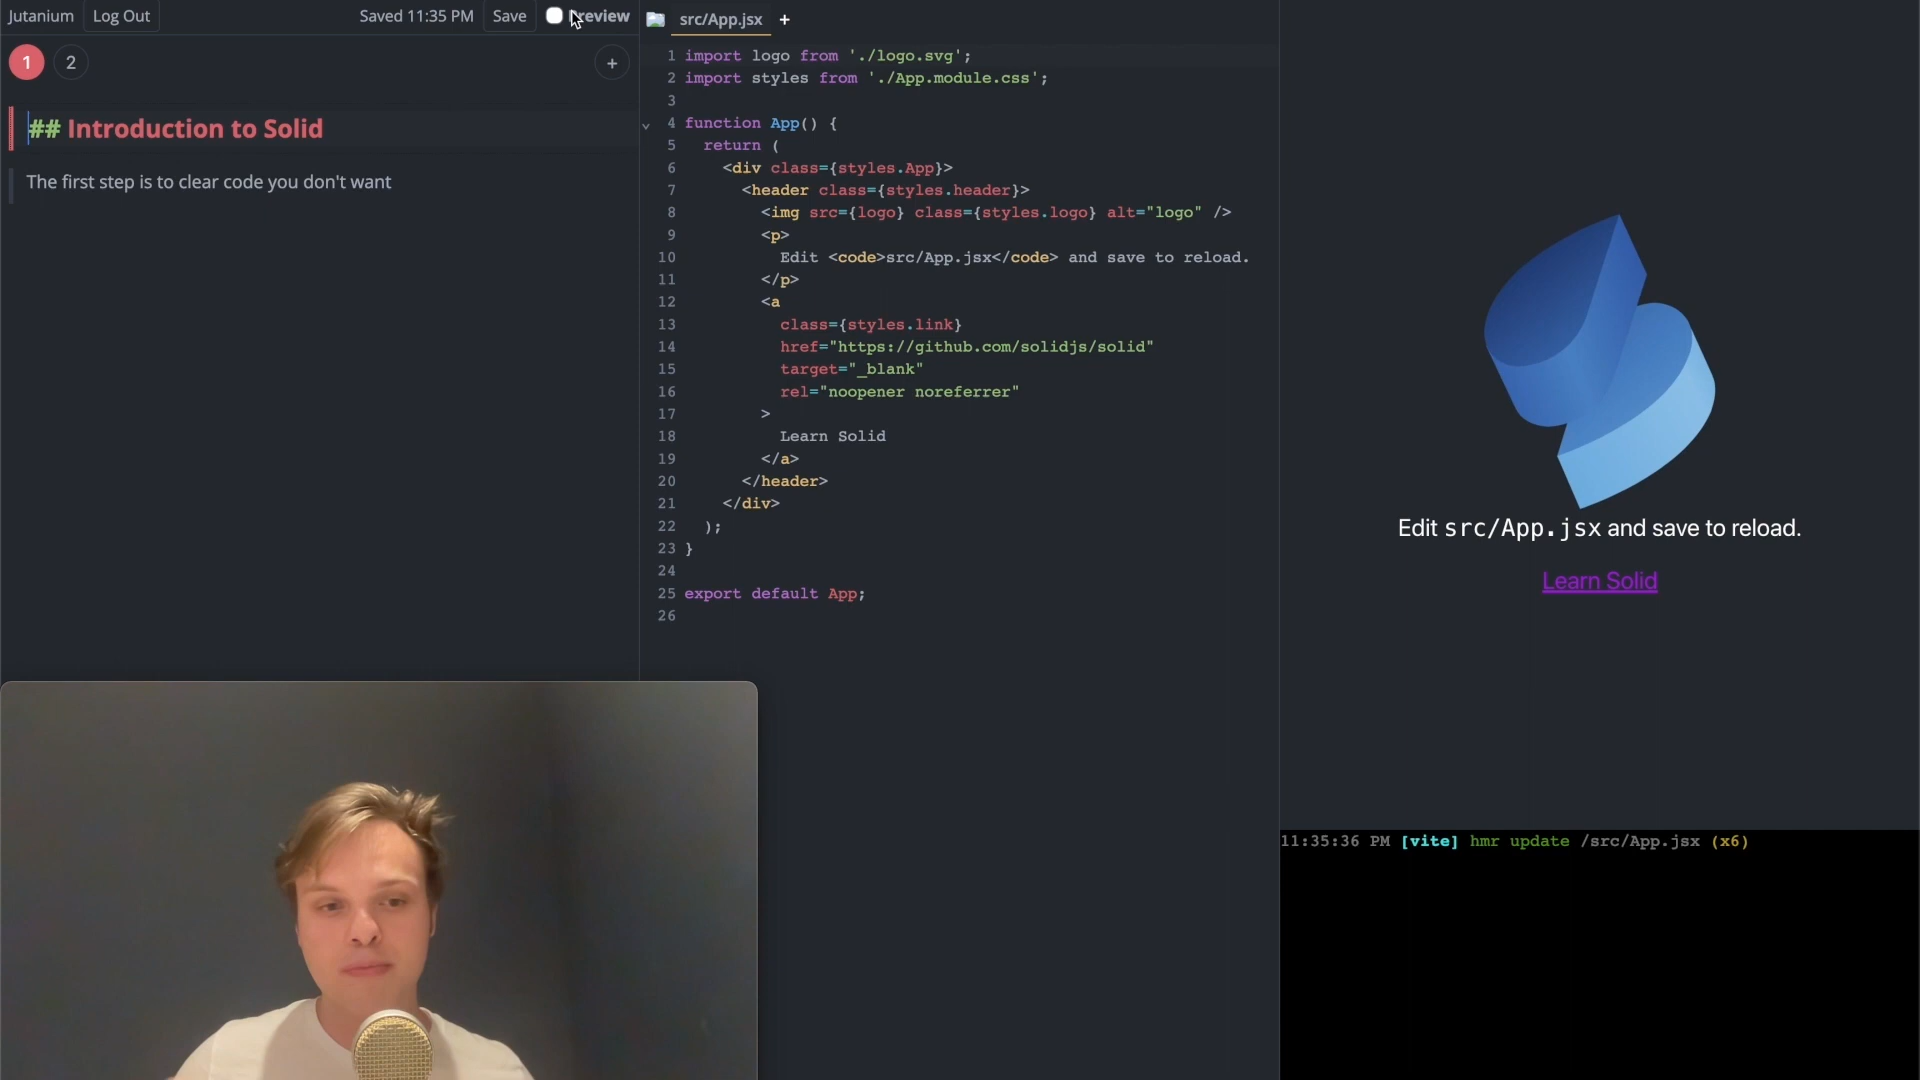 Jutanium Log Out Saved 11:35 PM Save Preview
1 2 +
## Introduction to Solid
The first step is to clear code you don't want
src/App.jsx +
1 import logo from './logo.svg';
2 import styles from './App.module.css';
3
4 function App() {
5 return (
6 <div class={styles.App}>
7 <header class={styles.header}>
8 <img src={logo} class={styles.logo} alt="logo" />
9 <p>
10 Edit <code>src/App.jsx</code> and save to reload.
11 </p>
12 <a
13 class={styles.link}
14 href="https://github.com/solidjs/solid"
15 target="_blank"
16 rel="noopener noreferrer"
17 >
18 Learn Solid
19 </a>
20 </header>
21 </div>
22 );
23 }
24
25 export default App;
26
Edit src/App.jsx and save to reload.
Learn Solid
11:35:36 PM [vite] hmr update /src/App.jsx (x6)